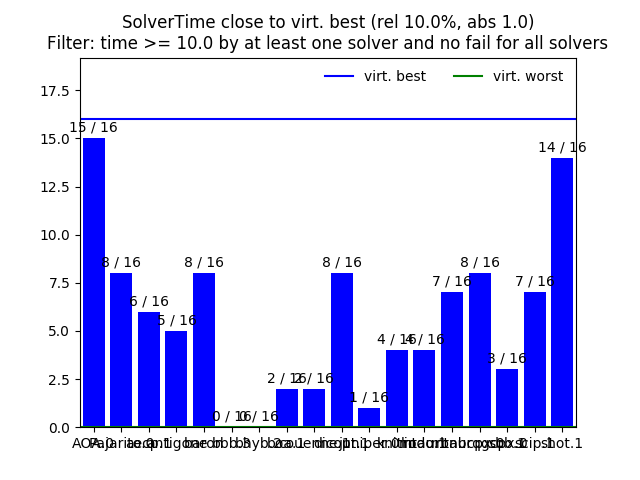 SolverTime close to virt. best (rel 10.0%, abs 1.0)
Filter: time >= 10.0 by at least one solver and no fail for all solvers
virt. best virt. worst
17.5
15.0
12.5
10.0
7.5
5.0
2.5
0.0
15 / 16
8 / 16
6 / 16
5 / 16
8 / 16
0 / 16
0 / 16
2 / 16
2 / 16
8 / 16
1 / 16
4 / 16
4 / 16
7 / 16
8 / 16
3 / 16
7 / 16
14 / 16
shot.1